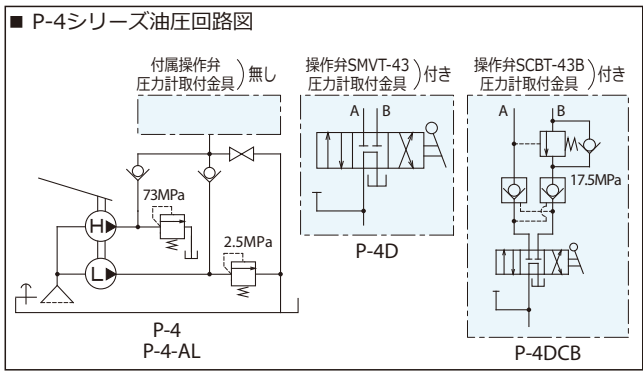 ■ P-4シリーズ油圧回路図
付属操作弁
圧力計取付金具)無し
操作弁SMVT-43
圧力計取付金具)付き
操作弁SCBT-43B
圧力計取付金具)付き
A B
A B
73MPa
17.5MPa
H
2.5MPa
L
P-4D
P-4
P-4-AL
P-4DCB